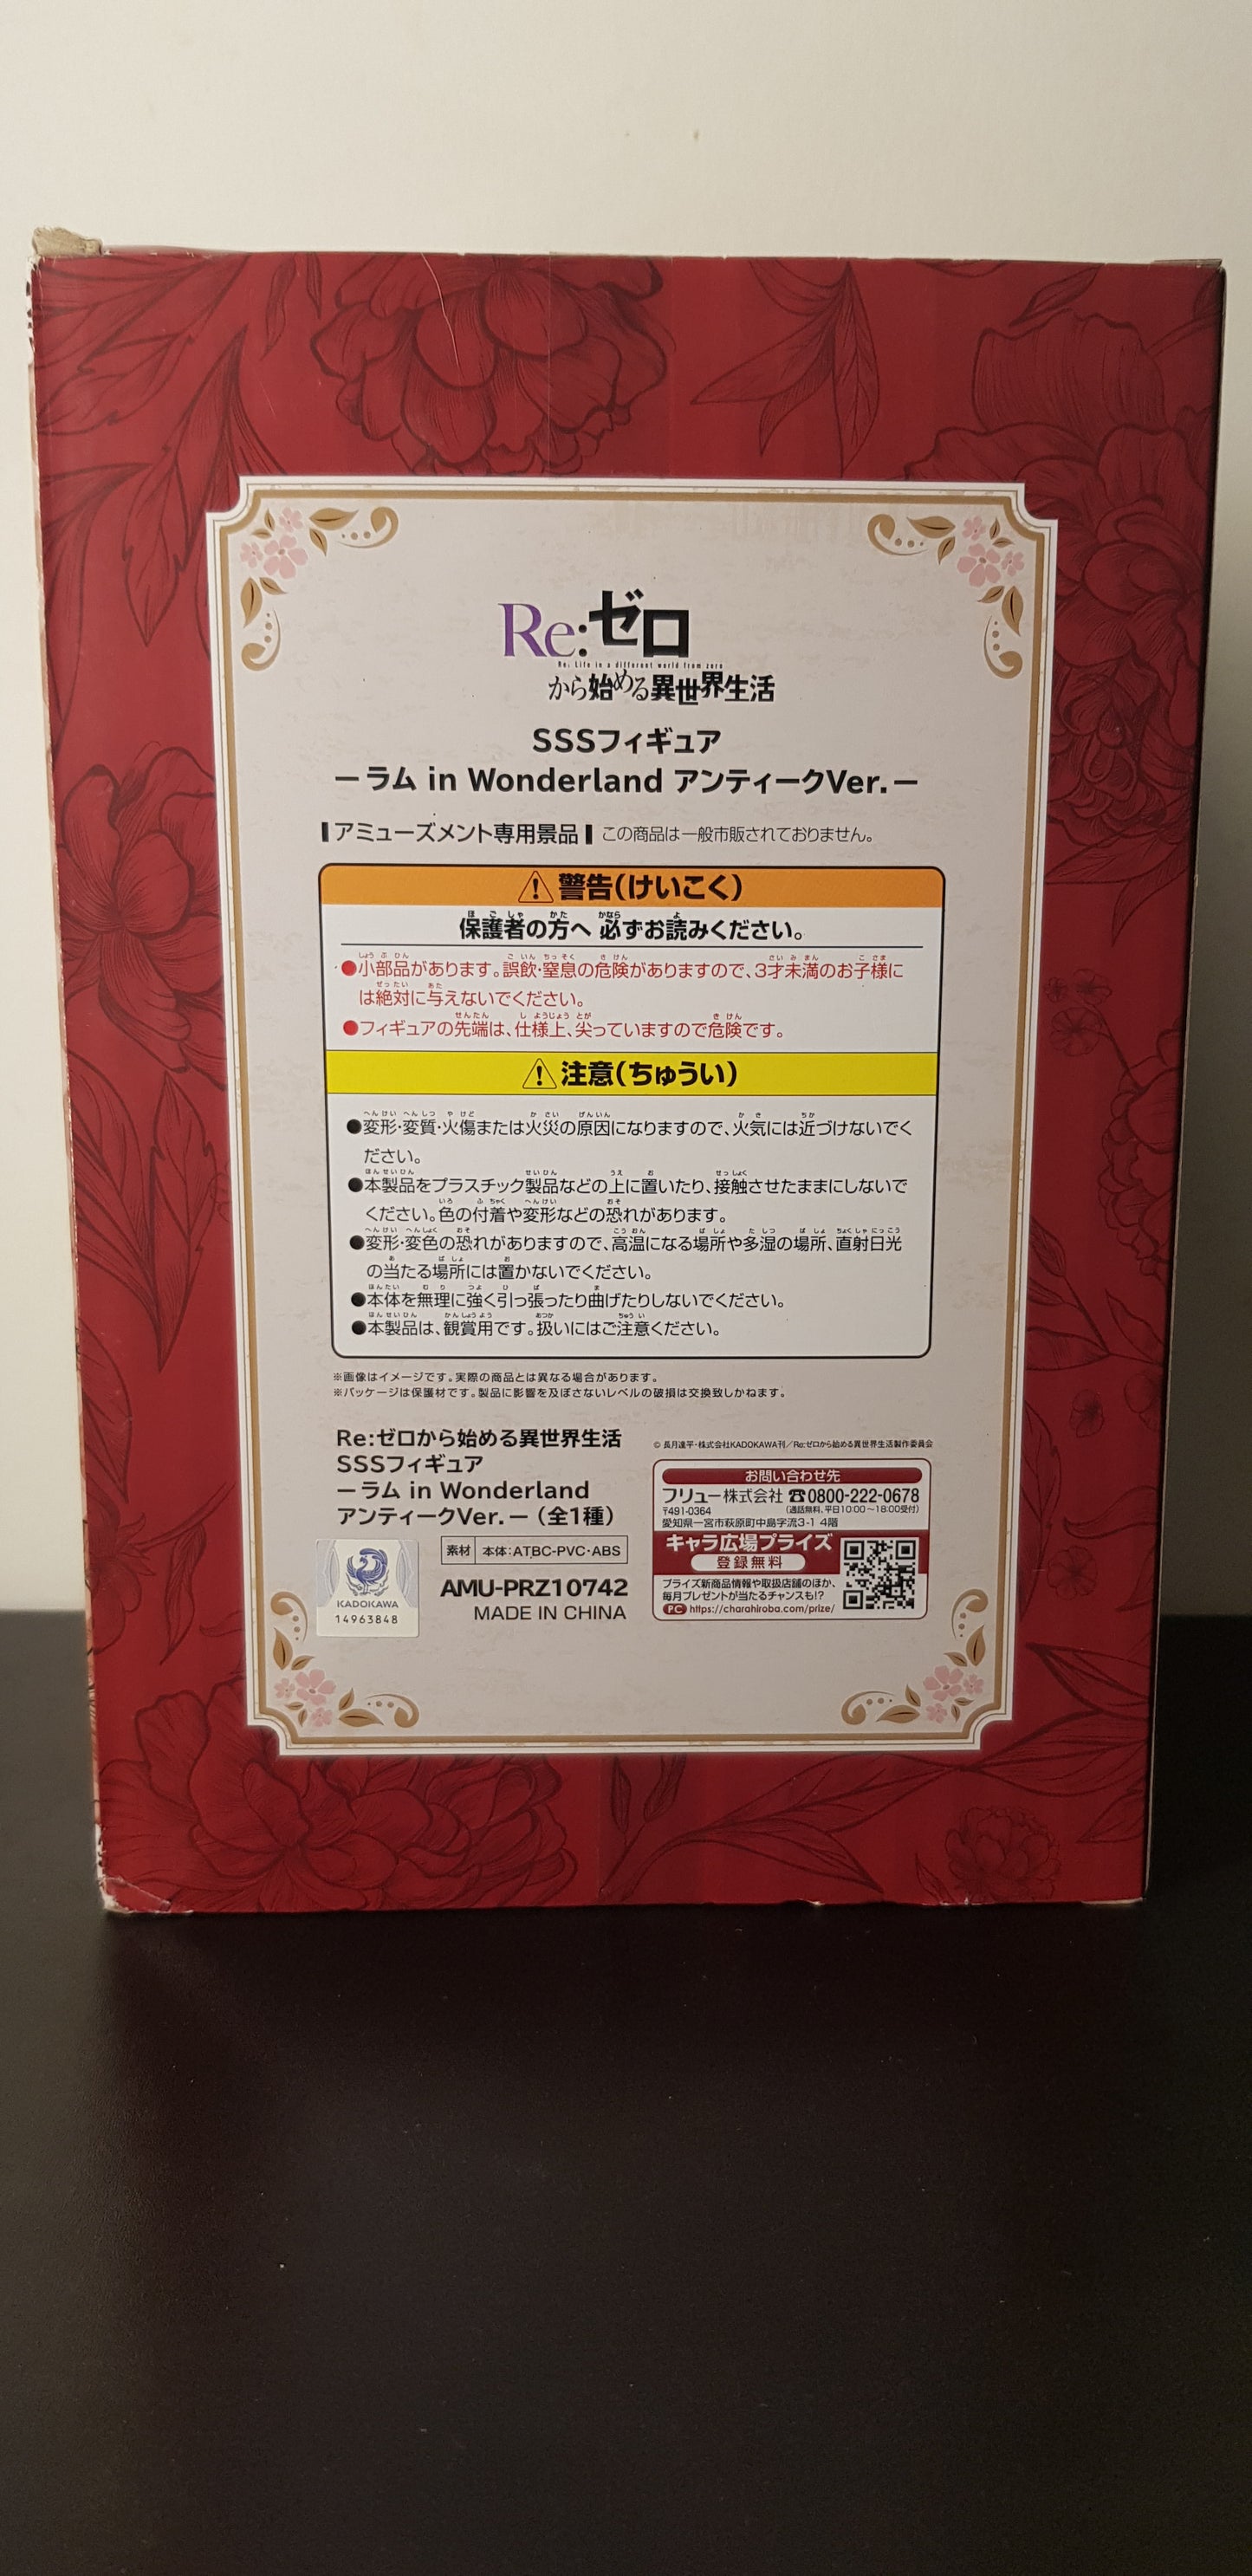 Re:ゼロ
Re: Life in a different world from zero
から始める異世界生活
SSSフィギュア
ーラム in Wonderland アンティークVer.ー
アミューズメント専用景品 この商品は一般市販されておりません。
警告(けいこく)
保護者の方へ 必ずお読みください。
●小部品があります。誤飲・窒息の危険がありますので、3才未満のお子様に
は絶対に与えないでください。
●フィギュアの先端は、仕様上、尖っていますので危険です。
注意(ちゅうい)
●変形・変質・火傷または火災の原因になりますので、火気には近づけないでく
ださい。
●本製品をプラスチック製品などの上に置いたり、接触させたままにしないで
ください。色の付着や変形などの恐れがあります。
●変形・変色の恐れがありますので、高温になる場所や多湿の場所、直射日光
の当たる場所には置かないでください。
●本体を無理に強く引っ張ったり曲げたりしないでください。
●本製品は、観賞用です。扱いにはご注意ください。
※画像はイメージです。実際の商品とは異なる場合があります。
※パッケージは保護材です。製品に影響を及ぼさないレベルの破損は交換致しかねます。
Re:ゼロから始める異世界生活
SSSフィギュア
ーラム in Wonderland
アンティークVer.ー(全1種)
素材 本体:ATBC-PVC・ABS
AMU-PRZ10742
MADE IN CHINA
KADOKAWA
14963848
© 長月達平・株式会社KADOKAWA刊／Re:ゼロから始める異世界生活製作委員会
お問い合わせ先
フリュー株式会社 ☎0800-222-0678
〒491-0364 (通話無料、平日10:00～18:00受付)
愛知県一宮市萩原町中島字流3-1 4階
キャラ広場プライズ
登録無料
プライズ新商品情報や取扱店舗のほか、
毎月プレゼントが当たるチャンスも!?
PC https://charahiroba.com/prize/